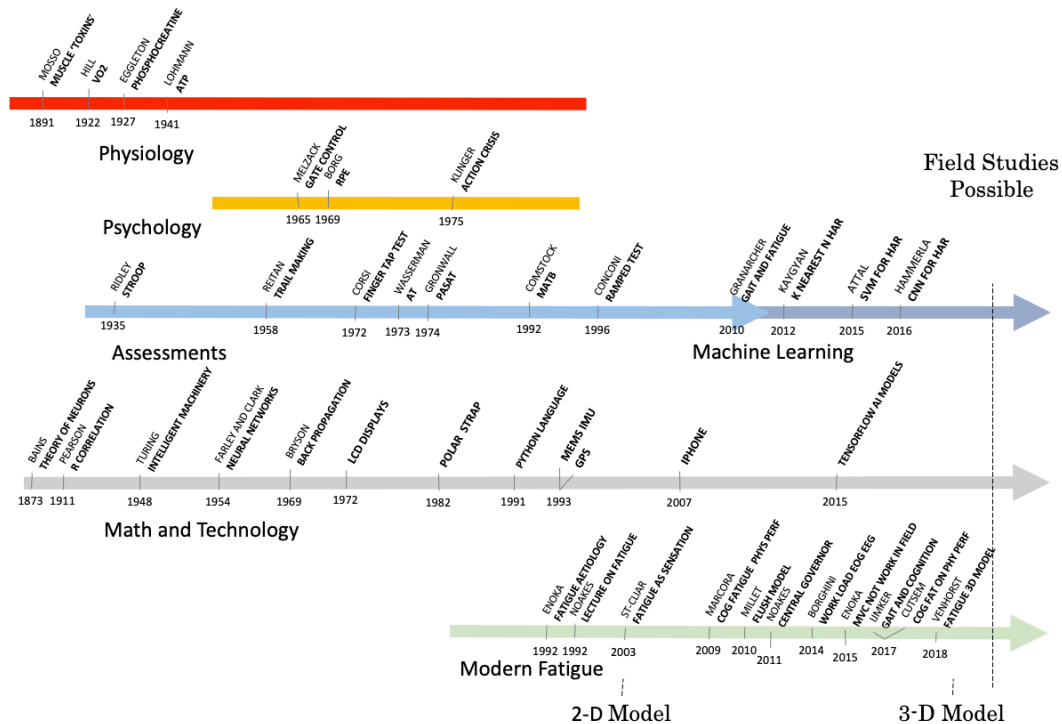 MOSSO
MUSCLE ‘TOXINS’
HILL
VO2
EGGLETON
PHOSPHOCREATINE
LOHMANN
ATP
1891
1922
1927
1941
Physiology
MELZACK
GATE CONTROL
BORG
RPE
KLINGER
ACTION CRISIS
1965
1969
1975
Psychology
Field Studies
Possible
RIDLEY
STROOP
REITAN
TRAIL MAKING
CORSI
FINGER TAP TEST
WASSERMAN
AT
GRONWALL
PASAT
COMSTOCK
MATB
CONCONI
RAMPED TEST
GRANARCHER
GAIT AND FATIGUE
KAYGYAN
K NEAREST N HAR
ATTAL
SVM FOR HAR
HAMMERLA
CNN FOR HAR
1935
1958
1972
1973
1974
1992
1996
2010
2012
2015
2016
Assessments
Machine Learning
BAINS
THEORY OF NEURONS
PEARSON
R CORRELATION
TURING
INTELLIGENT MACHINERY
FARLEY AND CLARK
NEURAL NETWORKS
BRYSON
BACK PROPAGATION
LCD DISPLAYS
POLAR STRAP
PYTHON LANGUAGE
MEMS IMU
GPS
IPHONE
TENSORFLOW AI MODELS
1873
1911
1948
1954
1969
1972
1982
1991
1993
2007
2015
Math and Technology
ENOKA
FATIGUE AETIOLOGY
NOAKES
LECTURE ON FATIGUE
ST-CLIAR
FATIGUE AS SENSATION
MARCORA
COG FATIGUE PHYS PERF
MILLET
FLUSH MODEL
NOAKES
CENTRAL GOVERNOR
BORGHINI
WORK LOAD EOG EEG
ENOKA
MVC NOT WORK IN FIELD
IJMKER
GAIT AND COGNITION
CUTSEM
COG FAT ON PHY PERF
VENHORST
FATIGUE 3D MODEL
1992
1992
2003
2009
2010
2011
2014
2015
2017
2018
Modern Fatigue
2-D Model
3-D Model